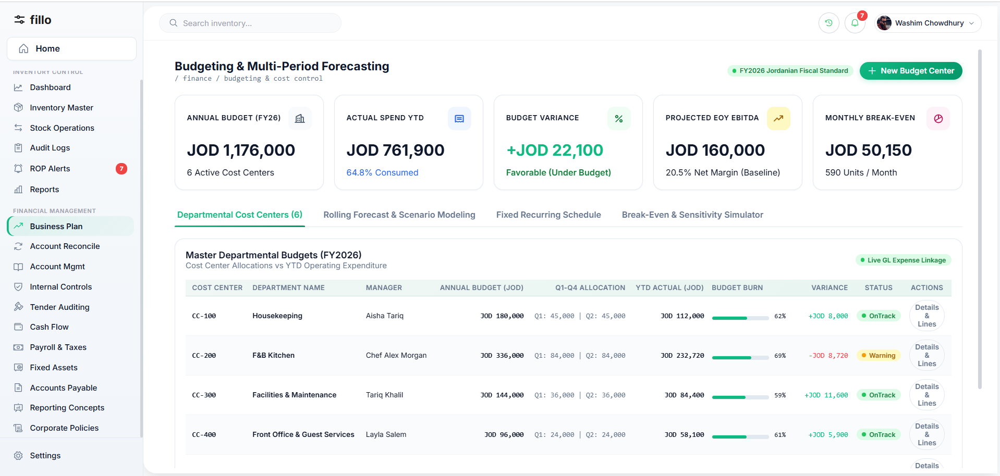 fillo
Home
INVENTORY CONTROL
Dashboard
Inventory Master
Stock Operations
Audit Logs
ROP Alerts 7
Reports
FINANCIAL MANAGEMENT
Business Plan
Account Reconcile
Account Mgmt
Internal Controls
Tender Auditing
Cash Flow
Payroll & Taxes
Fixed Assets
Accounts Payable
Reporting Concepts
Corporate Policies
Settings
Search inventory...
7
Washim Chowdhury
Budgeting & Multi-Period Forecasting
/ finance / budgeting & cost control
FY2026 Jordanian Fiscal Standard
+ New Budget Center
ANNUAL BUDGET (FY26)
JOD 1,176,000
6 Active Cost Centers
ACTUAL SPEND YTD
JOD 761,900
64.8% Consumed
BUDGET VARIANCE
%
+JOD 22,100
Favorable (Under Budget)
PROJECTED EOY EBITDA
JOD 160,000
20.5% Net Margin (Baseline)
MONTHLY BREAK-EVEN
JOD 50,150
590 Units / Month
Departmental Cost Centers (6) Rolling Forecast & Scenario Modeling Fixed Recurring Schedule Break-Even & Sensitivity Simulator
Master Departmental Budgets (FY2026)
Cost Center Allocations vs YTD Operating Expenditure
Live GL Expense Linkage
COST CENTER DEPARTMENT NAME MANAGER ANNUAL BUDGET (JOD) Q1-Q4 ALLOCATION YTD ACTUAL (JOD) BUDGET BURN VARIANCE STATUS ACTIONS
CC-100 Housekeeping Aisha Tariq JOD 180,000 Q1: 45,000 | Q2: 45,000 JOD 112,000 62% +JOD 8,000 OnTrack
Details
&
Lines
CC-200 F&B Kitchen Chef Alex Morgan JOD 336,000 Q1: 84,000 | Q2: 84,000 JOD 232,720 69% -JOD 8,720 Warning
Details
&
Lines
CC-300 Facilities & Maintenance Tariq Khalil JOD 144,000 Q1: 36,000 | Q2: 36,000 JOD 84,400 59% +JOD 11,600 OnTrack
Details
&
Lines
CC-400 Front Office & Guest Services Layla Salem JOD 96,000 Q1: 24,000 | Q2: 24,000 JOD 58,100 61% +JOD 5,900 OnTrack
Details
&
Lines
Details